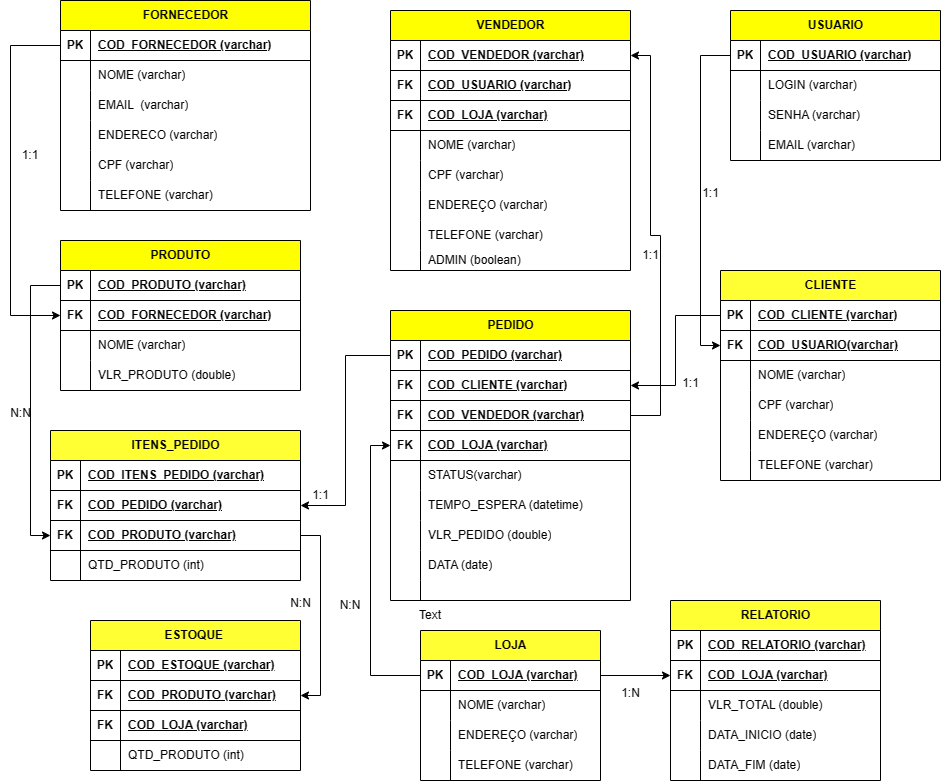 FORNECEDOR
PK COD_FORNECEDOR (varchar)
NOME (varchar)
EMAIL (varchar)
ENDERECO (varchar)
CPF (varchar)
TELEFONE (varchar)
VENDEDOR
PK COD_VENDEDOR (varchar)
FK COD_USUARIO (varchar)
FK COD_LOJA (varchar)
NOME (varchar)
CPF (varchar)
ENDEREÇO (varchar)
TELEFONE (varchar)
ADMIN (boolean)
USUARIO
PK COD_USUARIO (varchar)
LOGIN (varchar)
SENHA (varchar)
EMAIL (varchar)
1:1
1:1
1:1
PRODUTO
PK COD_PRODUTO (varchar)
FK COD_FORNECEDOR (varchar)
NOME (varchar)
VLR_PRODUTO (double)
PEDIDO
PK COD_PEDIDO (varchar)
FK COD_CLIENTE (varchar)
FK COD_VENDEDOR (varchar)
FK COD_LOJA (varchar)
STATUS(varchar)
TEMPO_ESPERA (datetime)
VLR_PEDIDO (double)
DATA (date)
CLIENTE
PK COD_CLIENTE (varchar)
FK COD_USUARIO(varchar)
NOME (varchar)
CPF (varchar)
ENDEREÇO (varchar)
TELEFONE (varchar)
1:1
N:N
ITENS_PEDIDO
PK COD_ITENS_PEDIDO (varchar)
FK COD_PEDIDO (varchar)
FK COD_PRODUTO (varchar)
QTD_PRODUTO (int)
1:1
N:N
N:N
Text
ESTOQUE
PK COD_ESTOQUE (varchar)
FK COD_PRODUTO (varchar)
FK COD_LOJA (varchar)
QTD_PRODUTO (int)
LOJA
PK COD_LOJA (varchar)
NOME (varchar)
ENDEREÇO (varchar)
TELEFONE (varchar)
1:N
RELATORIO
PK COD_RELATORIO (varchar)
FK COD_LOJA (varchar)
VLR_TOTAL (double)
DATA_INICIO (date)
DATA_FIM (date)